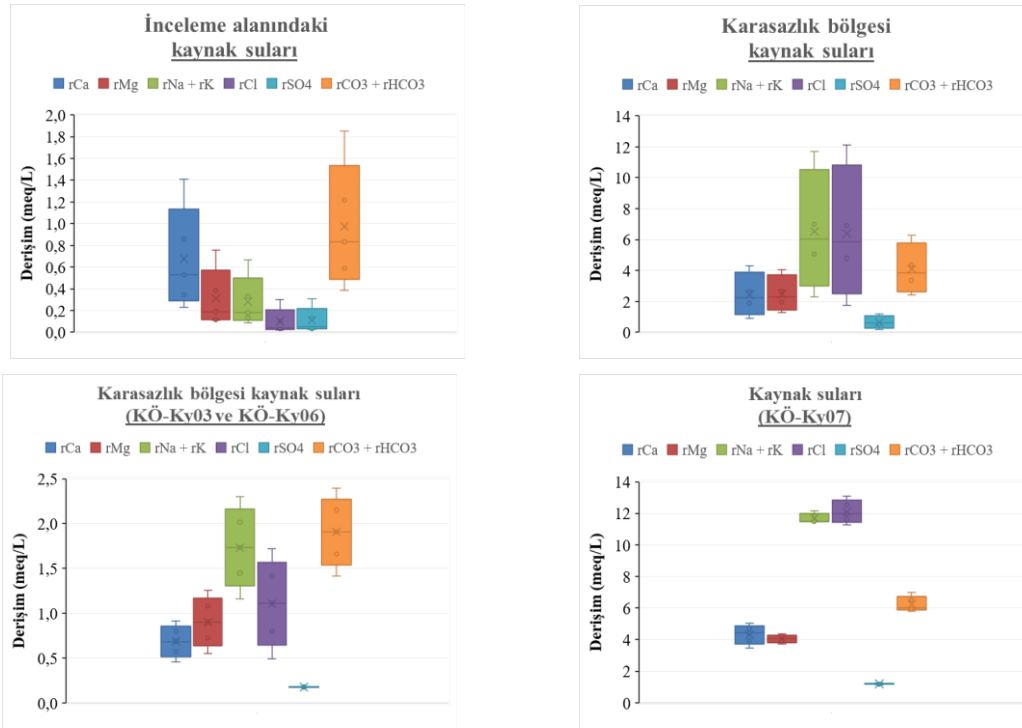 İnceleme alanındaki
kaynak suları
rCa rMg rNa + rK rCl rSO4 rCO3 + rHCO3
Derişim (meq/L)
2,0
1,8
1,6
1,4
1,2
1,0
0,8
0,6
0,4
0,2
0,0
Karasazlık bölgesi
kaynak suları
rCa rMg rNa + rK rCl rSO4 rCO3 + rHCO3
Derişim (meq/L)
14
12
10
8
6
4
2
0
Karasazlık bölgesi kaynak suları
(KÖ-Ky03 ve KÖ-Ky06)
rCa rMg rNa + rK rCl rSO4 rCO3 + rHCO3
Derişim (meq/L)
2,5
2,0
1,5
1,0
0,5
0,0
Kaynak suları
(KÖ-Ky07)
rCa rMg rNa + rK rCl rSO4 rCO3 + rHCO3
Derişim (meq/L)
14
12
10
8
6
4
2
0